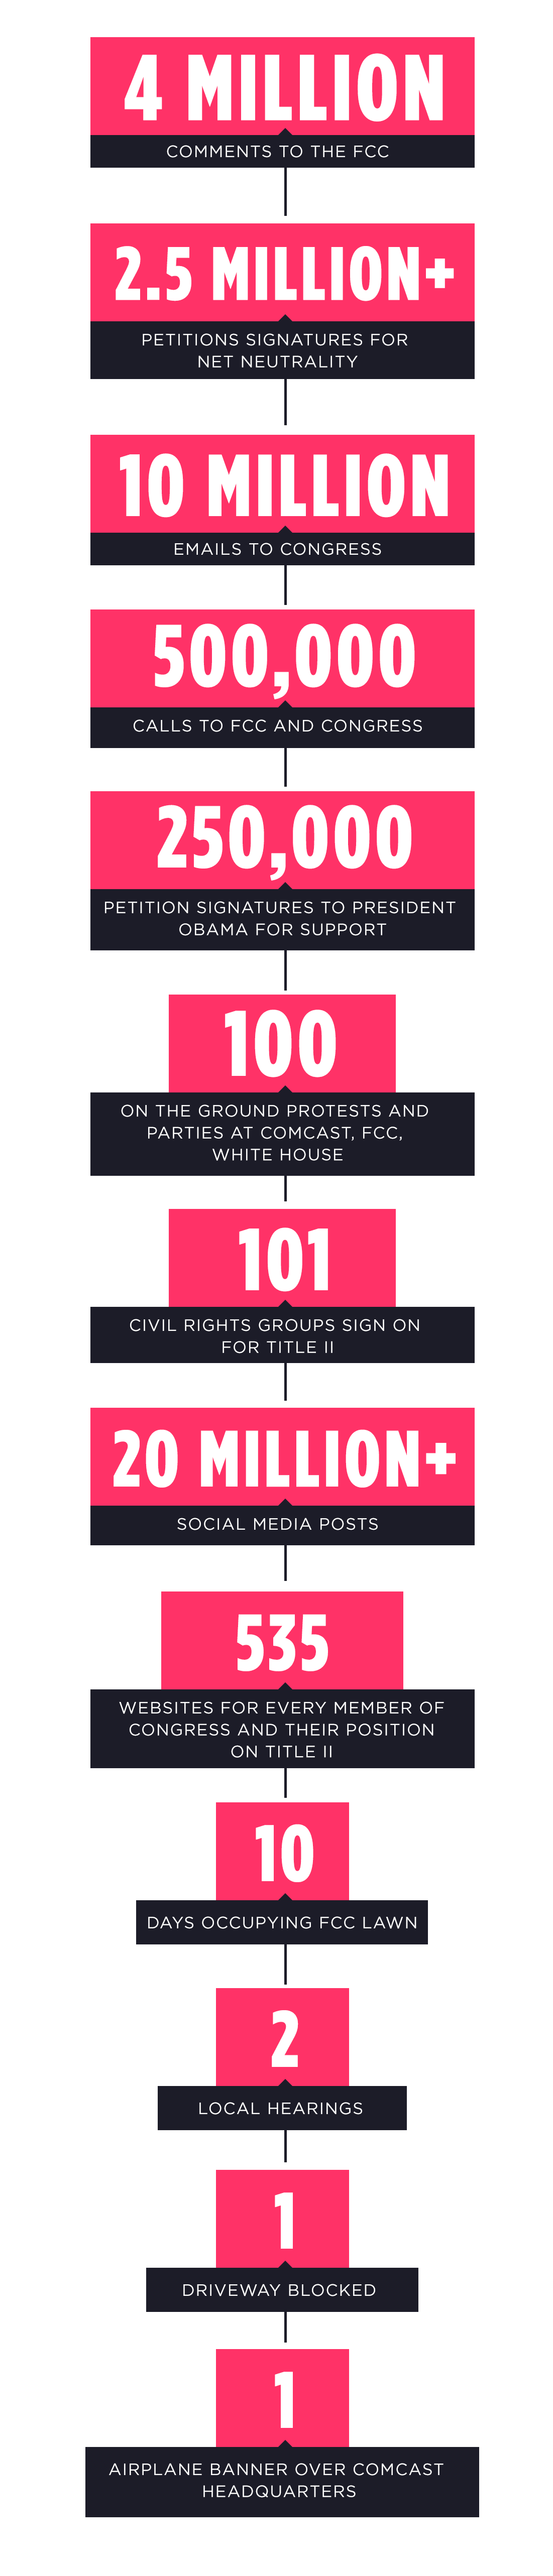 4 MILLION
COMMENTS TO THE FCC
2.5 MILLION+
PETITIONS SIGNATURES FOR
NET NEUTRALITY
10 MILLION
EMAILS TO CONGRESS
500,000
CALLS TO FCC AND CONGRESS
250,000
PETITION SIGNATURES TO PRESIDENT
OBAMA FOR SUPPORT
100
ON THE GROUND PROTESTS AND
PARTIES AT COMCAST, FCC,
WHITE HOUSE
101
CIVIL RIGHTS GROUPS SIGN ON
FOR TITLE II
20 MILLION+
SOCIAL MEDIA POSTS
535
WEBSITES FOR EVERY MEMBER OF
CONGRESS AND THEIR POSITION
ON TITLE II
10
DAYS OCCUPYING FCC LAWN
2
LOCAL HEARINGS
1
DRIVEWAY BLOCKED
1
AIRPLANE BANNER OVER COMCAST
HEADQUARTERS